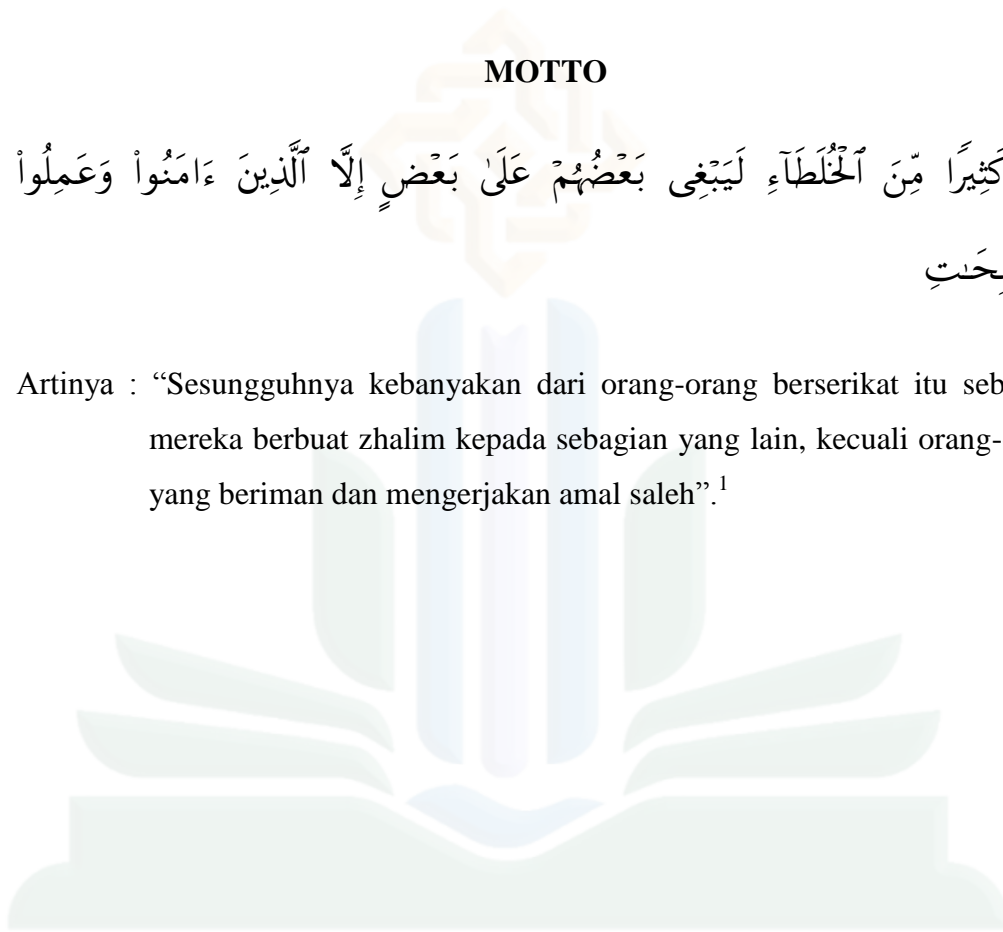 MOTTO
كَثِيرًا مِّنَ ٱلْخُلَطَآءِ لَيَبْغِى بَعْضُهُمْ عَلَىٰ بَعْضٍ إِلَّا ٱلَّذِينَ ءَامَنُوا۟ وَعَمِلُوا۟
Artinya : “Sesungguhnya kebanyakan dari orang-orang berserikat itu
mereka berbuat zhalim kepada sebagian yang lain, kecuali orang-
yang beriman dan mengerjakan amal saleh”.¹